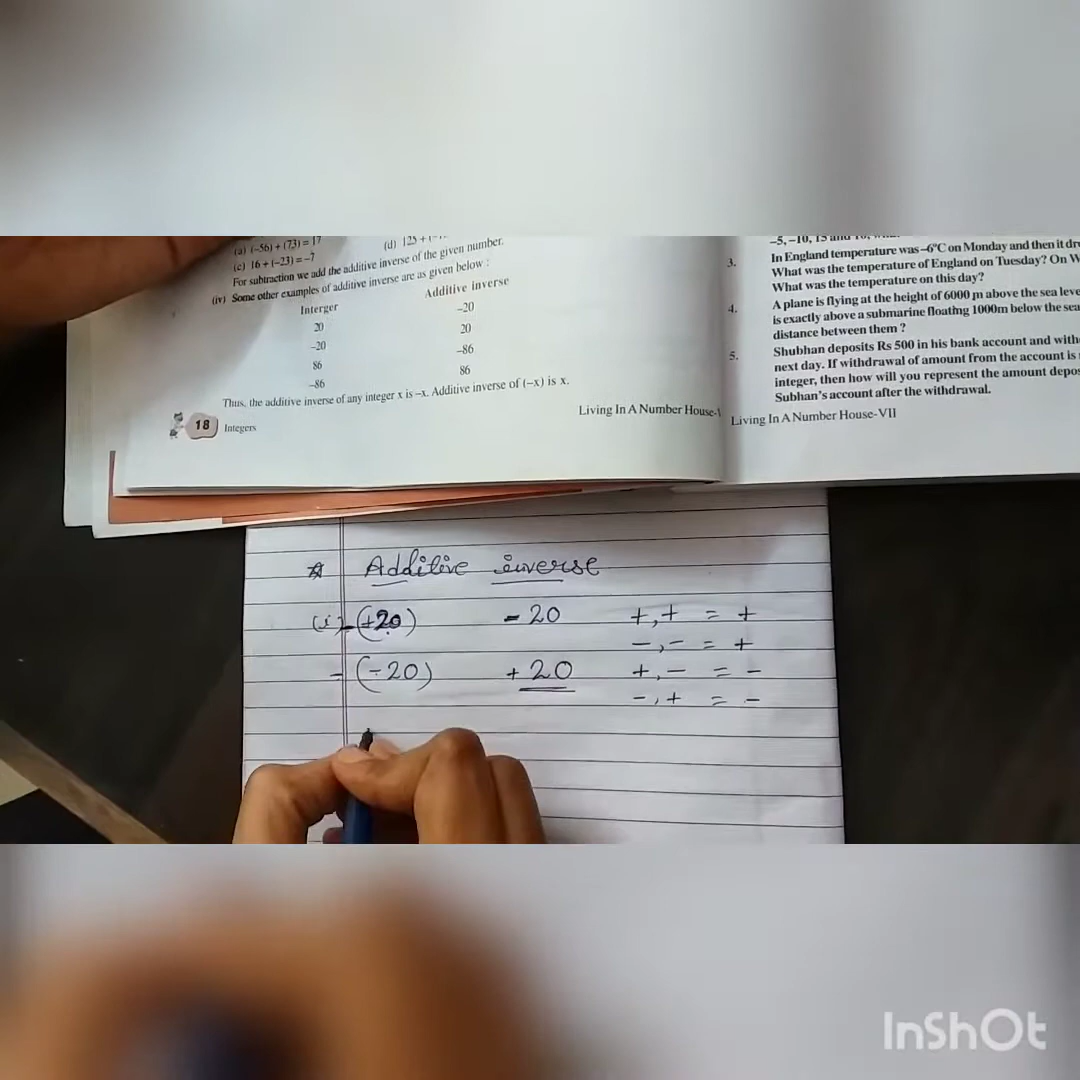 (a) (–56) + (73) = 17
(d) 125 + (–
(c) 16 + (–23) = –7
For subtraction we add the additive inverse of the given number.
(iv) Some other examples of additive inverse are as given below :
Interger Additive inverse
20 –20
–20 20
86 –86
–86 86
Thus, the additive inverse of any integer x is –x. Additive inverse of (–x) is x.
18 Integers
Living In A Number House-V
–5, –10, 15 and
3. In England temperature was –6°C on Monday and then it dr
What was the temperature of England on Tuesday? On W
What was the temperature on this day?
4. A plane is flying at the height of 6000 m above the sea leve
is exactly above a submarine floating 1000m below the sea
distance between them ?
5. Shubhan deposits Rs 500 in his bank account and with
next day. If withdrawal of amount from the account is
integer, then how will you represent the amount depos
Subhan's account after the withdrawal.
Living In A Number House-VII
☆ Additive inverse
(i) -(+20) - 20 +,+ = +
-,- = +
-(-20) + 20 +,- = -
-,+ = -
InShOt